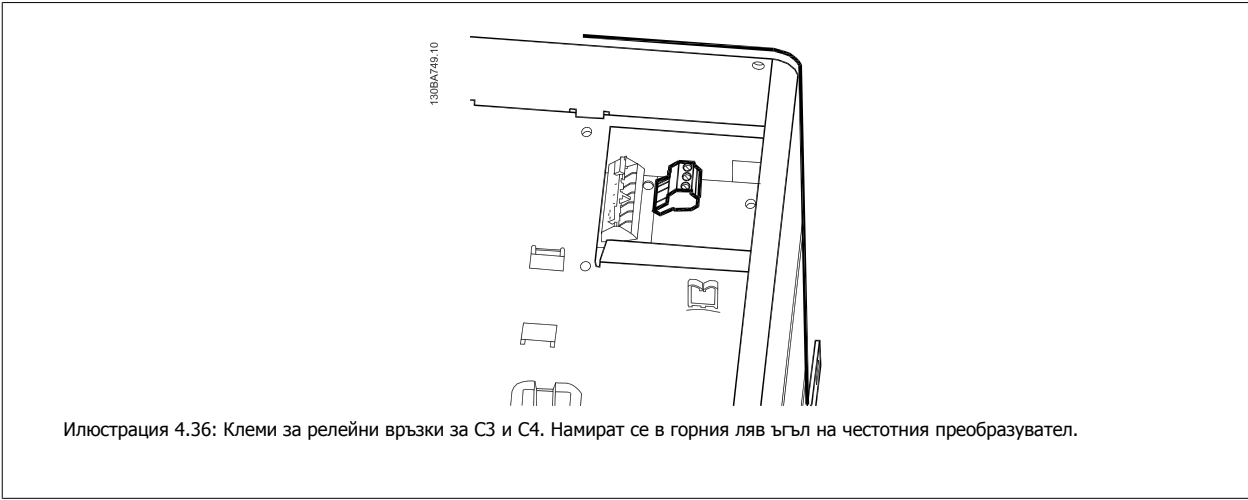 130BA749.10
Илюстрация 4.36: Клеми за релейни връзки за C3 и C4. Намират се в горния ляв ъгъл на честотния преобразувател.